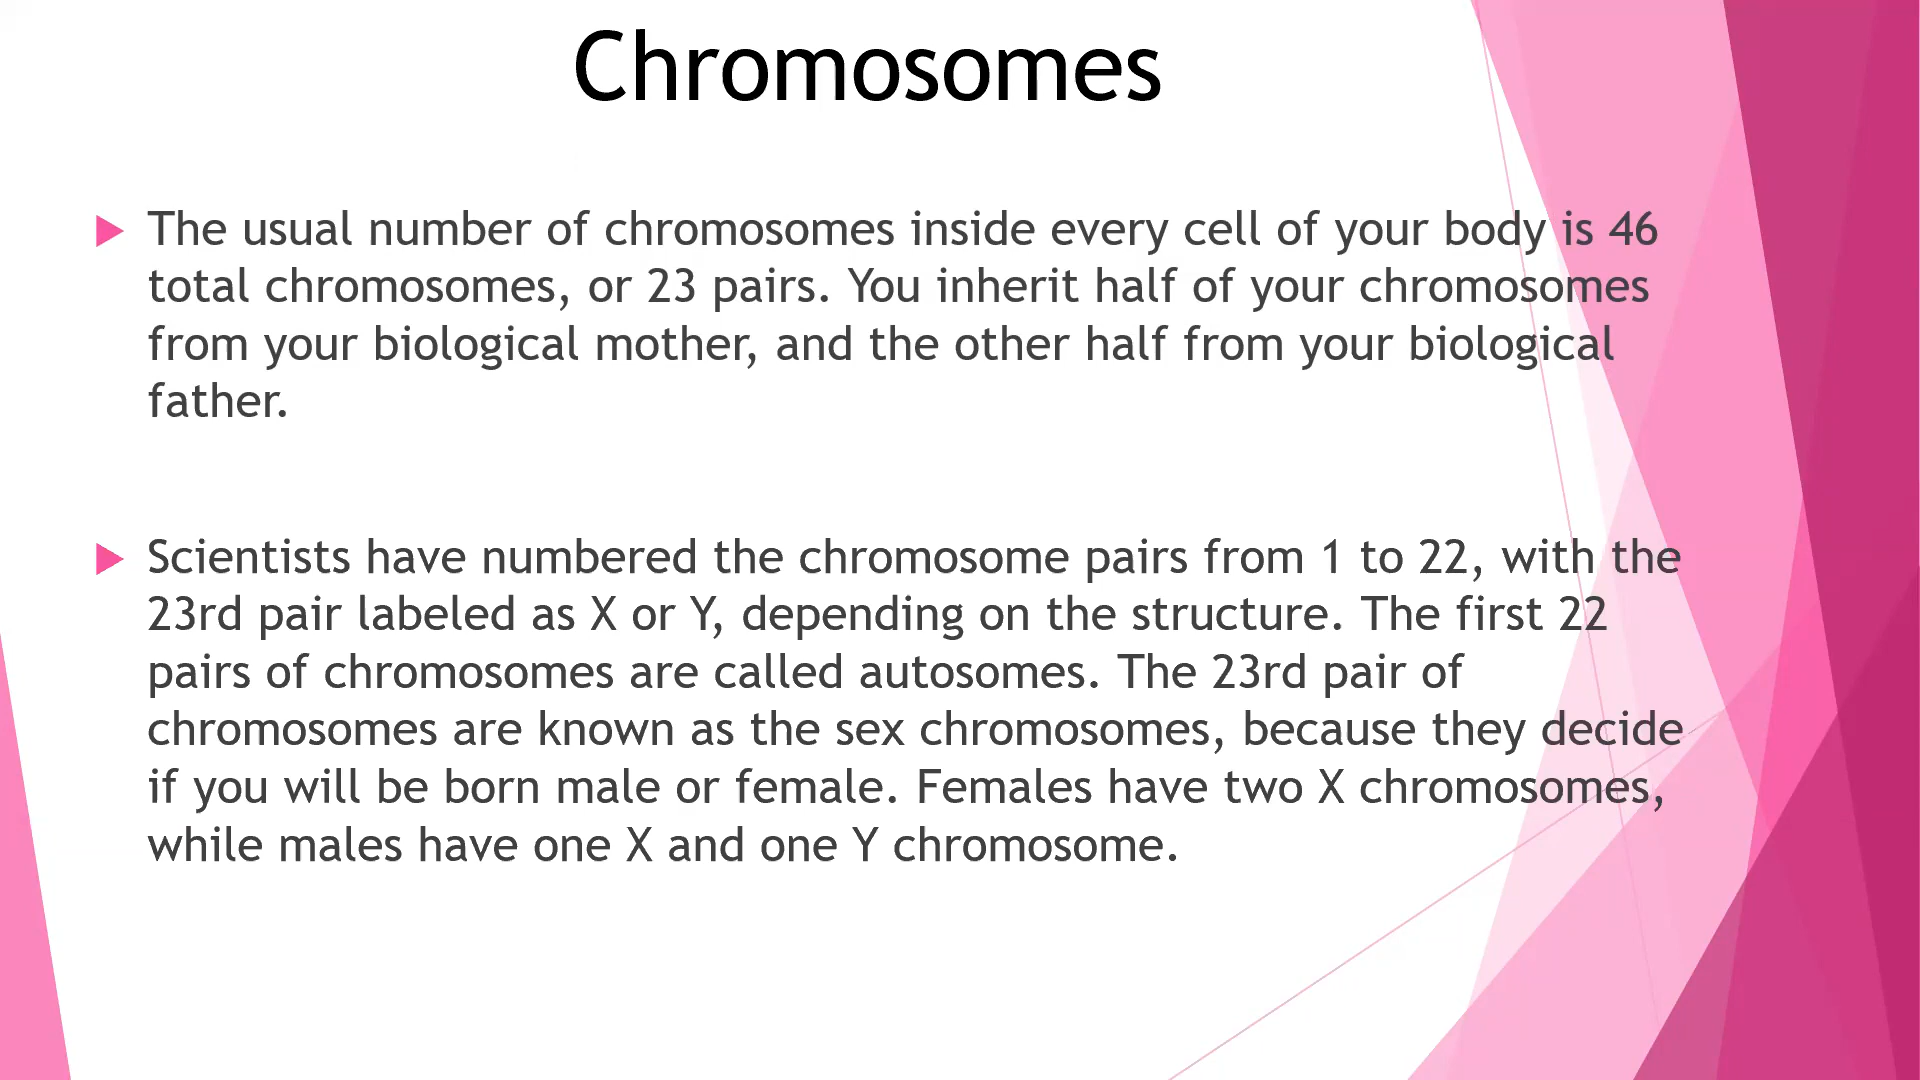 Chromosomes
The usual number of chromosomes inside every cell of your body is 46
total chromosomes, or 23 pairs. You inherit half of your chromosomes
from your biological mother, and the other half from your biological
father.
Scientists have numbered the chromosome pairs from 1 to 22, with the
23rd pair labeled as X or Y, depending on the structure. The first 22
pairs of chromosomes are called autosomes. The 23rd pair of
chromosomes are known as the sex chromosomes, because they decide
if you will be born male or female. Females have two X chromosomes,
while males have one X and one Y chromosome.